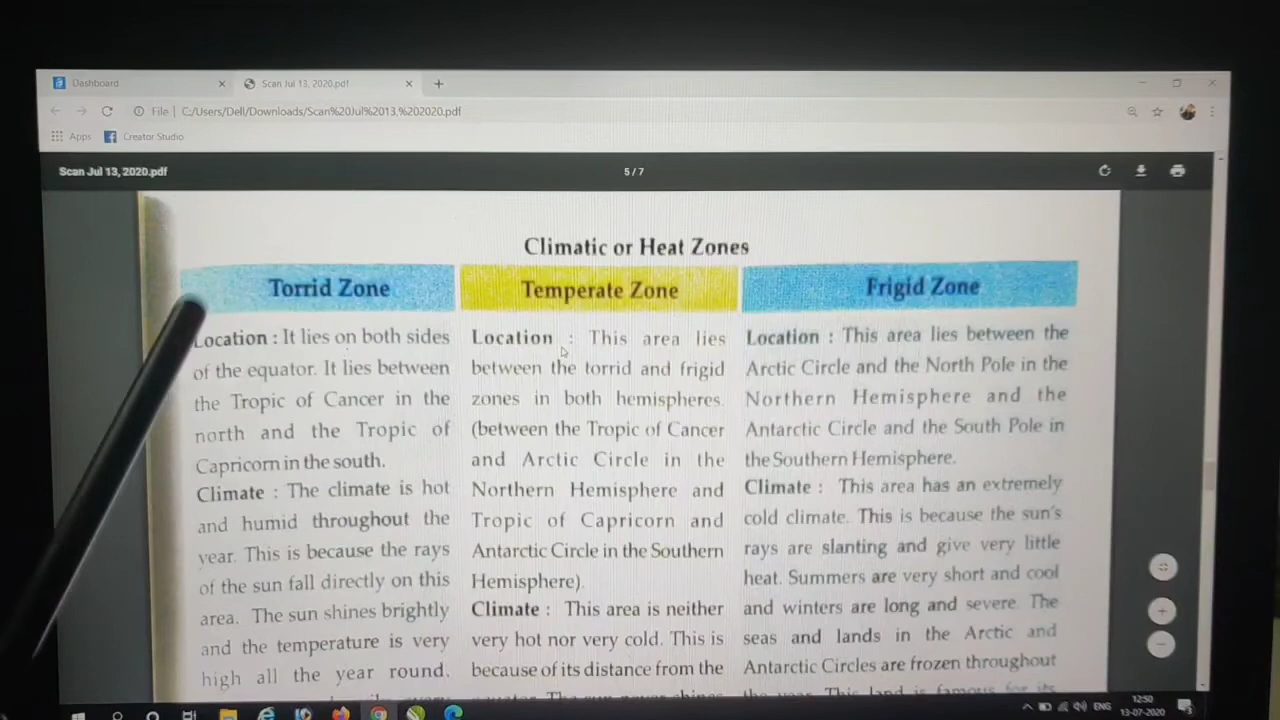 Dashboard
Scan Jul 13, 2020.pdf
File | C:/Users/Dell/Downloads/Scan%20Jul%2013,%202020.pdf
Apps
Creator Studio
Scan Jul 13, 2020.pdf
5 / 7
Climatic or Heat Zones
Torrid Zone
Location : It lies on both sides
of the equator. It lies between
the Tropic of Cancer in the
north and the Tropic of
Capricorn in the south.
Climate : The climate is hot
and humid throughout the
year. This is because the rays
of the sun fall directly on this
area. The sun shines brightly
and the temperature is very
high all the year round.
Temperate Zone
Location : This area lies
between the torrid and frigid
zones in both hemispheres.
(between the Tropic of Cancer
and Arctic Circle in the
Northern Hemisphere and
Tropic of Capricorn and
Antarctic Circle in the Southern
Hemisphere).
Climate : This area is neither
very hot nor very cold. This is
because of its distance from the
Frigid Zone
Location : This area lies between the
Arctic Circle and the North Pole in the
Northern Hemisphere and the
Antarctic Circle and the South Pole in
the Southern Hemisphere.
Climate : This area has an extremely
cold climate. This is because the sun's
rays are slanting and give very little
heat. Summers are very short and cool
and winters are long and severe. The
seas and lands in the Arctic and
Antarctic Circles are frozen throughout
the year. This land is famous for its
ENG
12:50
13-07-2020